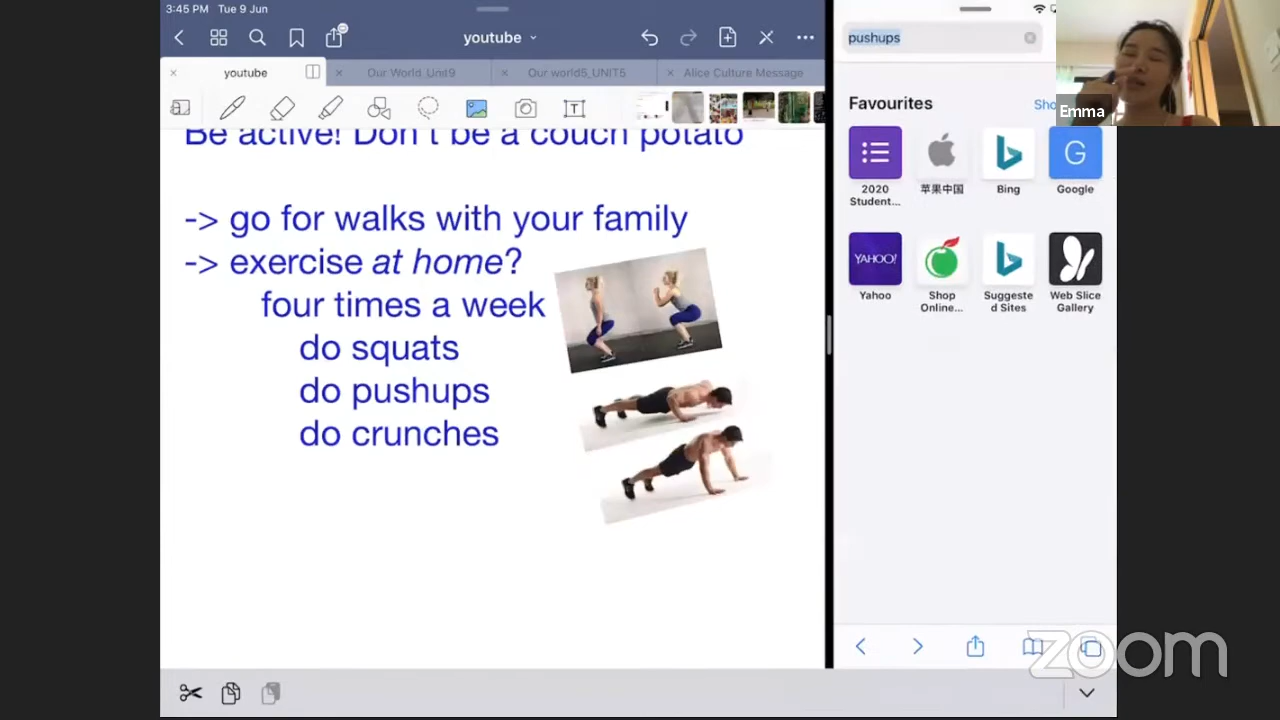 3:45 PM Tue 9 Jun
youtube
pushups
youtube
Our World_Unit9
Our world5_UNIT5
Alice Culture Message
Be active! Don't be a couch potato
-> go for walks with your family
-> exercise at home?
four times a week
do squats
do pushups
do crunches
Favourites
2020
Student...
苹果中国
Bing
G
Google
YAHOO!
Yahoo
Shop
Online...
Suggeste
d Sites
Web Slice
Gallery
Emma
zoom